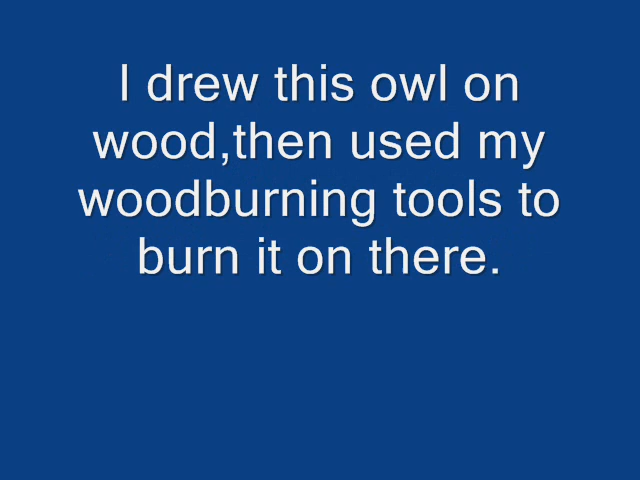 I drew this owl on
wood,then used my
woodburning tools to
burn it on there.